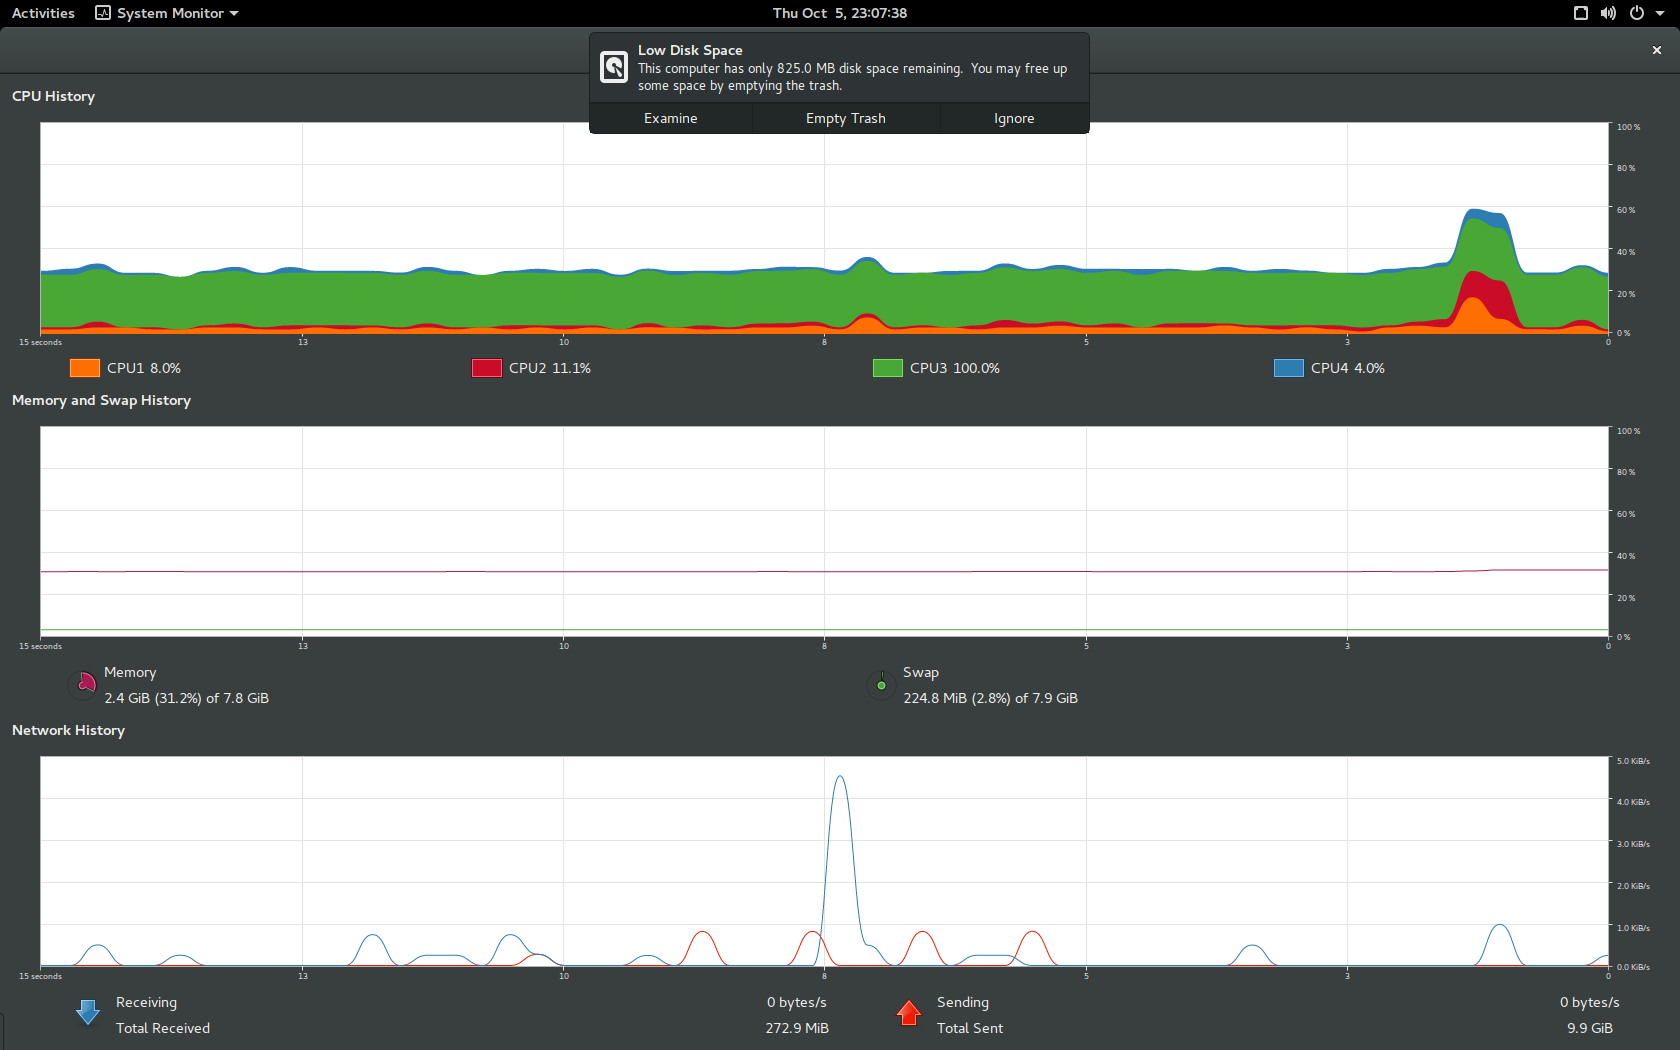 Activities
System Monitor
Thu Oct  5, 23:07:38
Low Disk Space
This computer has only 825.0 MB disk space remaining.  You may free up
some space by emptying the trash.
Examine
Empty Trash
Ignore
CPU History
100 %
80 %
60 %
40 %
20 %
0 %
15 seconds
13
10
8
5
3
0
CPU1 8.0%
CPU2 11.1%
CPU3 100.0%
CPU4 4.0%
Memory and Swap History
100 %
80 %
60 %
40 %
20 %
0 %
15 seconds
13
10
8
5
3
0
Memory
2.4 GiB (31.2%) of 7.8 GiB
Swap
224.8 MiB (2.8%) of 7.9 GiB
Network History
5.0 KiB/s
4.0 KiB/s
3.0 KiB/s
2.0 KiB/s
1.0 KiB/s
0.0 KiB/s
15 seconds
13
10
8
5
3
0
Receiving
0 bytes/s
Total Received
272.9 MiB
Sending
0 bytes/s
Total Sent
9.9 GiB